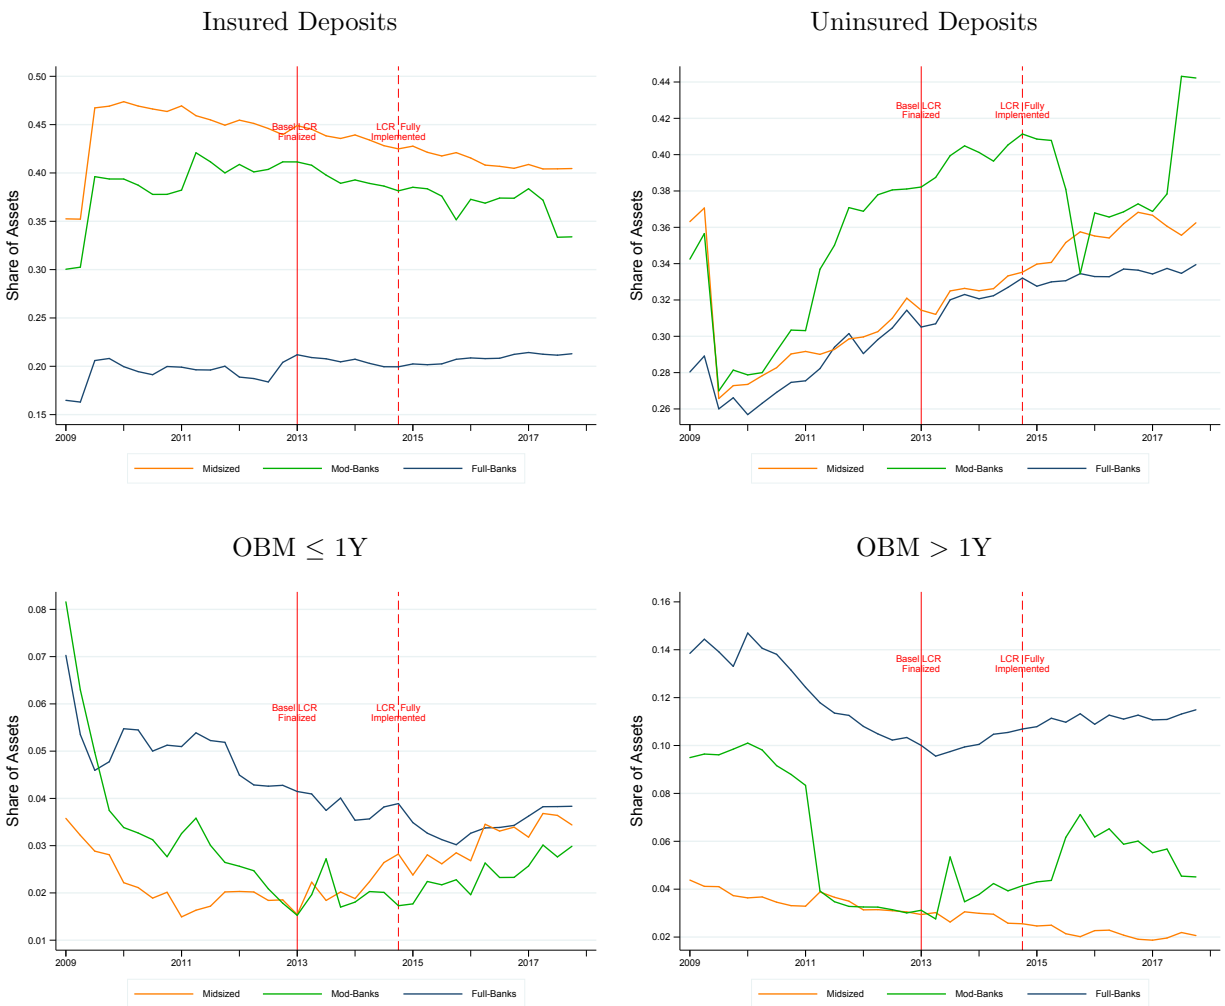 Insured Deposits
Share of Assets
0.50
0.45
0.40
0.35
0.30
0.25
0.20
0.15
Basel LCR
Finalized
LCR Fully
Implemented
2009
2011
2013
2015
2017
Midsized
Mod-Banks
Full-Banks
Uninsured Deposits
Share of Assets
0.44
0.42
0.40
0.38
0.36
0.34
0.32
0.30
0.28
0.26
Basel LCR
Finalized
LCR Fully
Implemented
2009
2011
2013
2015
2017
Midsized
Mod-Banks
Full-Banks
OBM ≤ 1Y
Share of Assets
0.08
0.07
0.06
0.05
0.04
0.03
0.02
0.01
Basel LCR
Finalized
LCR Fully
Implemented
2009
2011
2013
2015
2017
Midsized
Mod-Banks
Full-Banks
OBM > 1Y
Share of Assets
0.16
0.14
0.12
0.10
0.08
0.06
0.04
0.02
Basel LCR
Finalized
LCR Fully
Implemented
2009
2011
2013
2015
2017
Midsized
Mod-Banks
Full-Banks